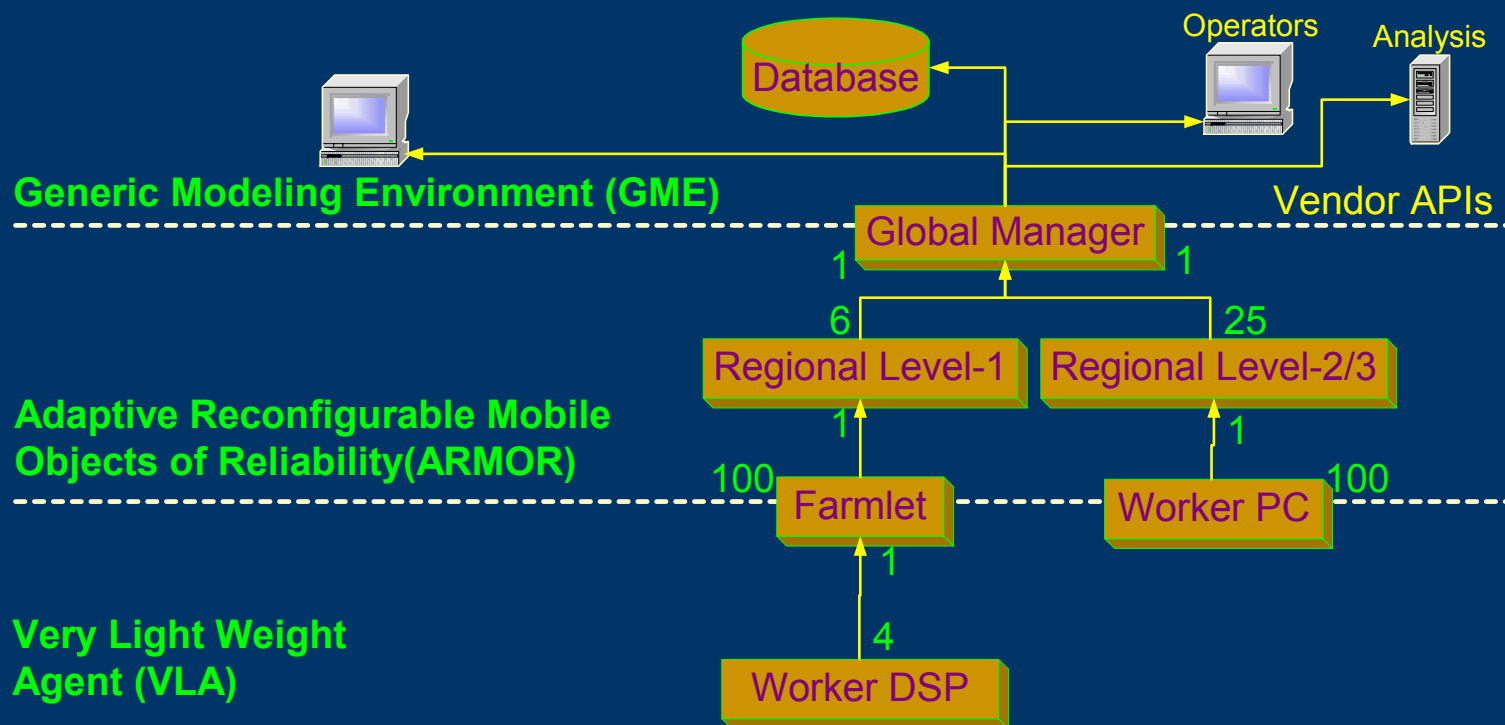 Operators
Analysis
Database
Generic Modeling Environment (GME)
Vendor APIs
Global Manager
1
1
6
25
Regional Level-1
Regional Level-2/3
Adaptive Reconfigurable Mobile
Objects of Reliability(ARMOR)
1
1
100
100
Farmlet
Worker PC
1
Very Light Weight
Agent (VLA)
4
Worker DSP